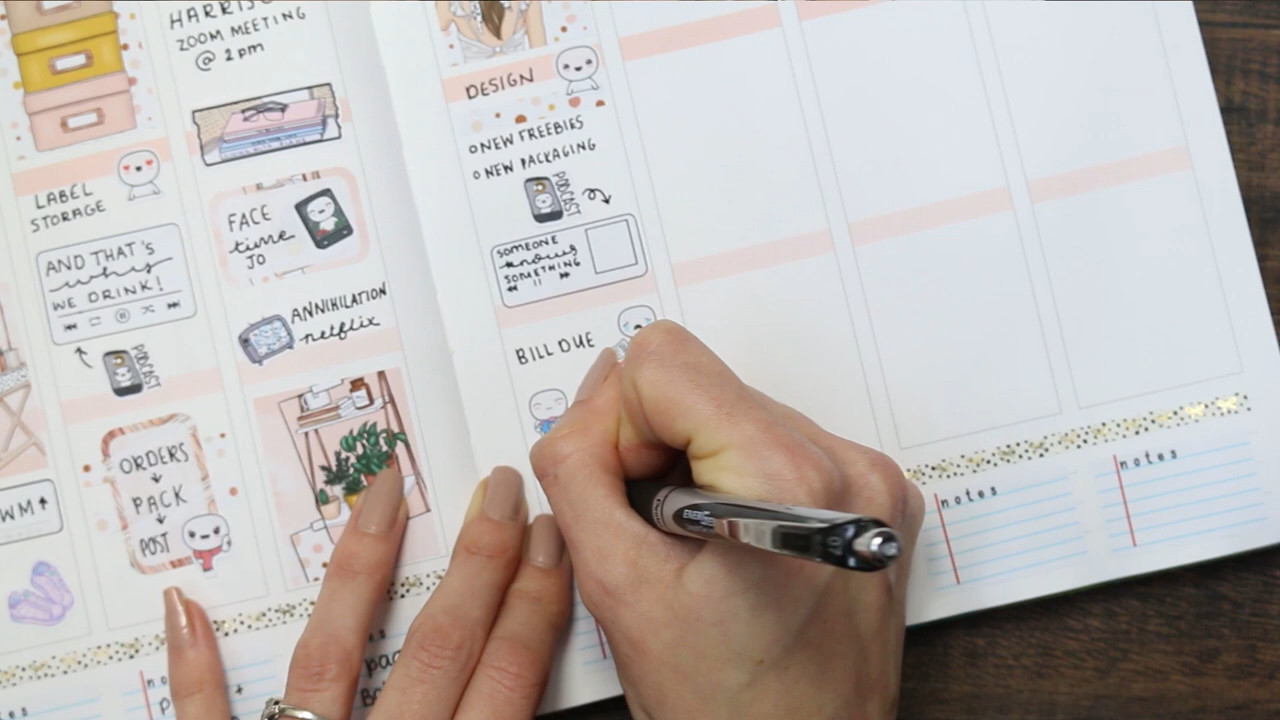 HARRIS
ZOOM MEETING
@ 2pm
LABEL
STORAGE
AND THAT'S
why
WE DRINK!
PODCAST
ORDERS
PACK
POST
WM
FACE
time
JO
ANNIHILATION
netflix
DESIGN
NEW FREEBIES
NEW PACKAGING
PODCAST
SOMEONE
knows
SOMETHING
BILL DUE
notes
notes